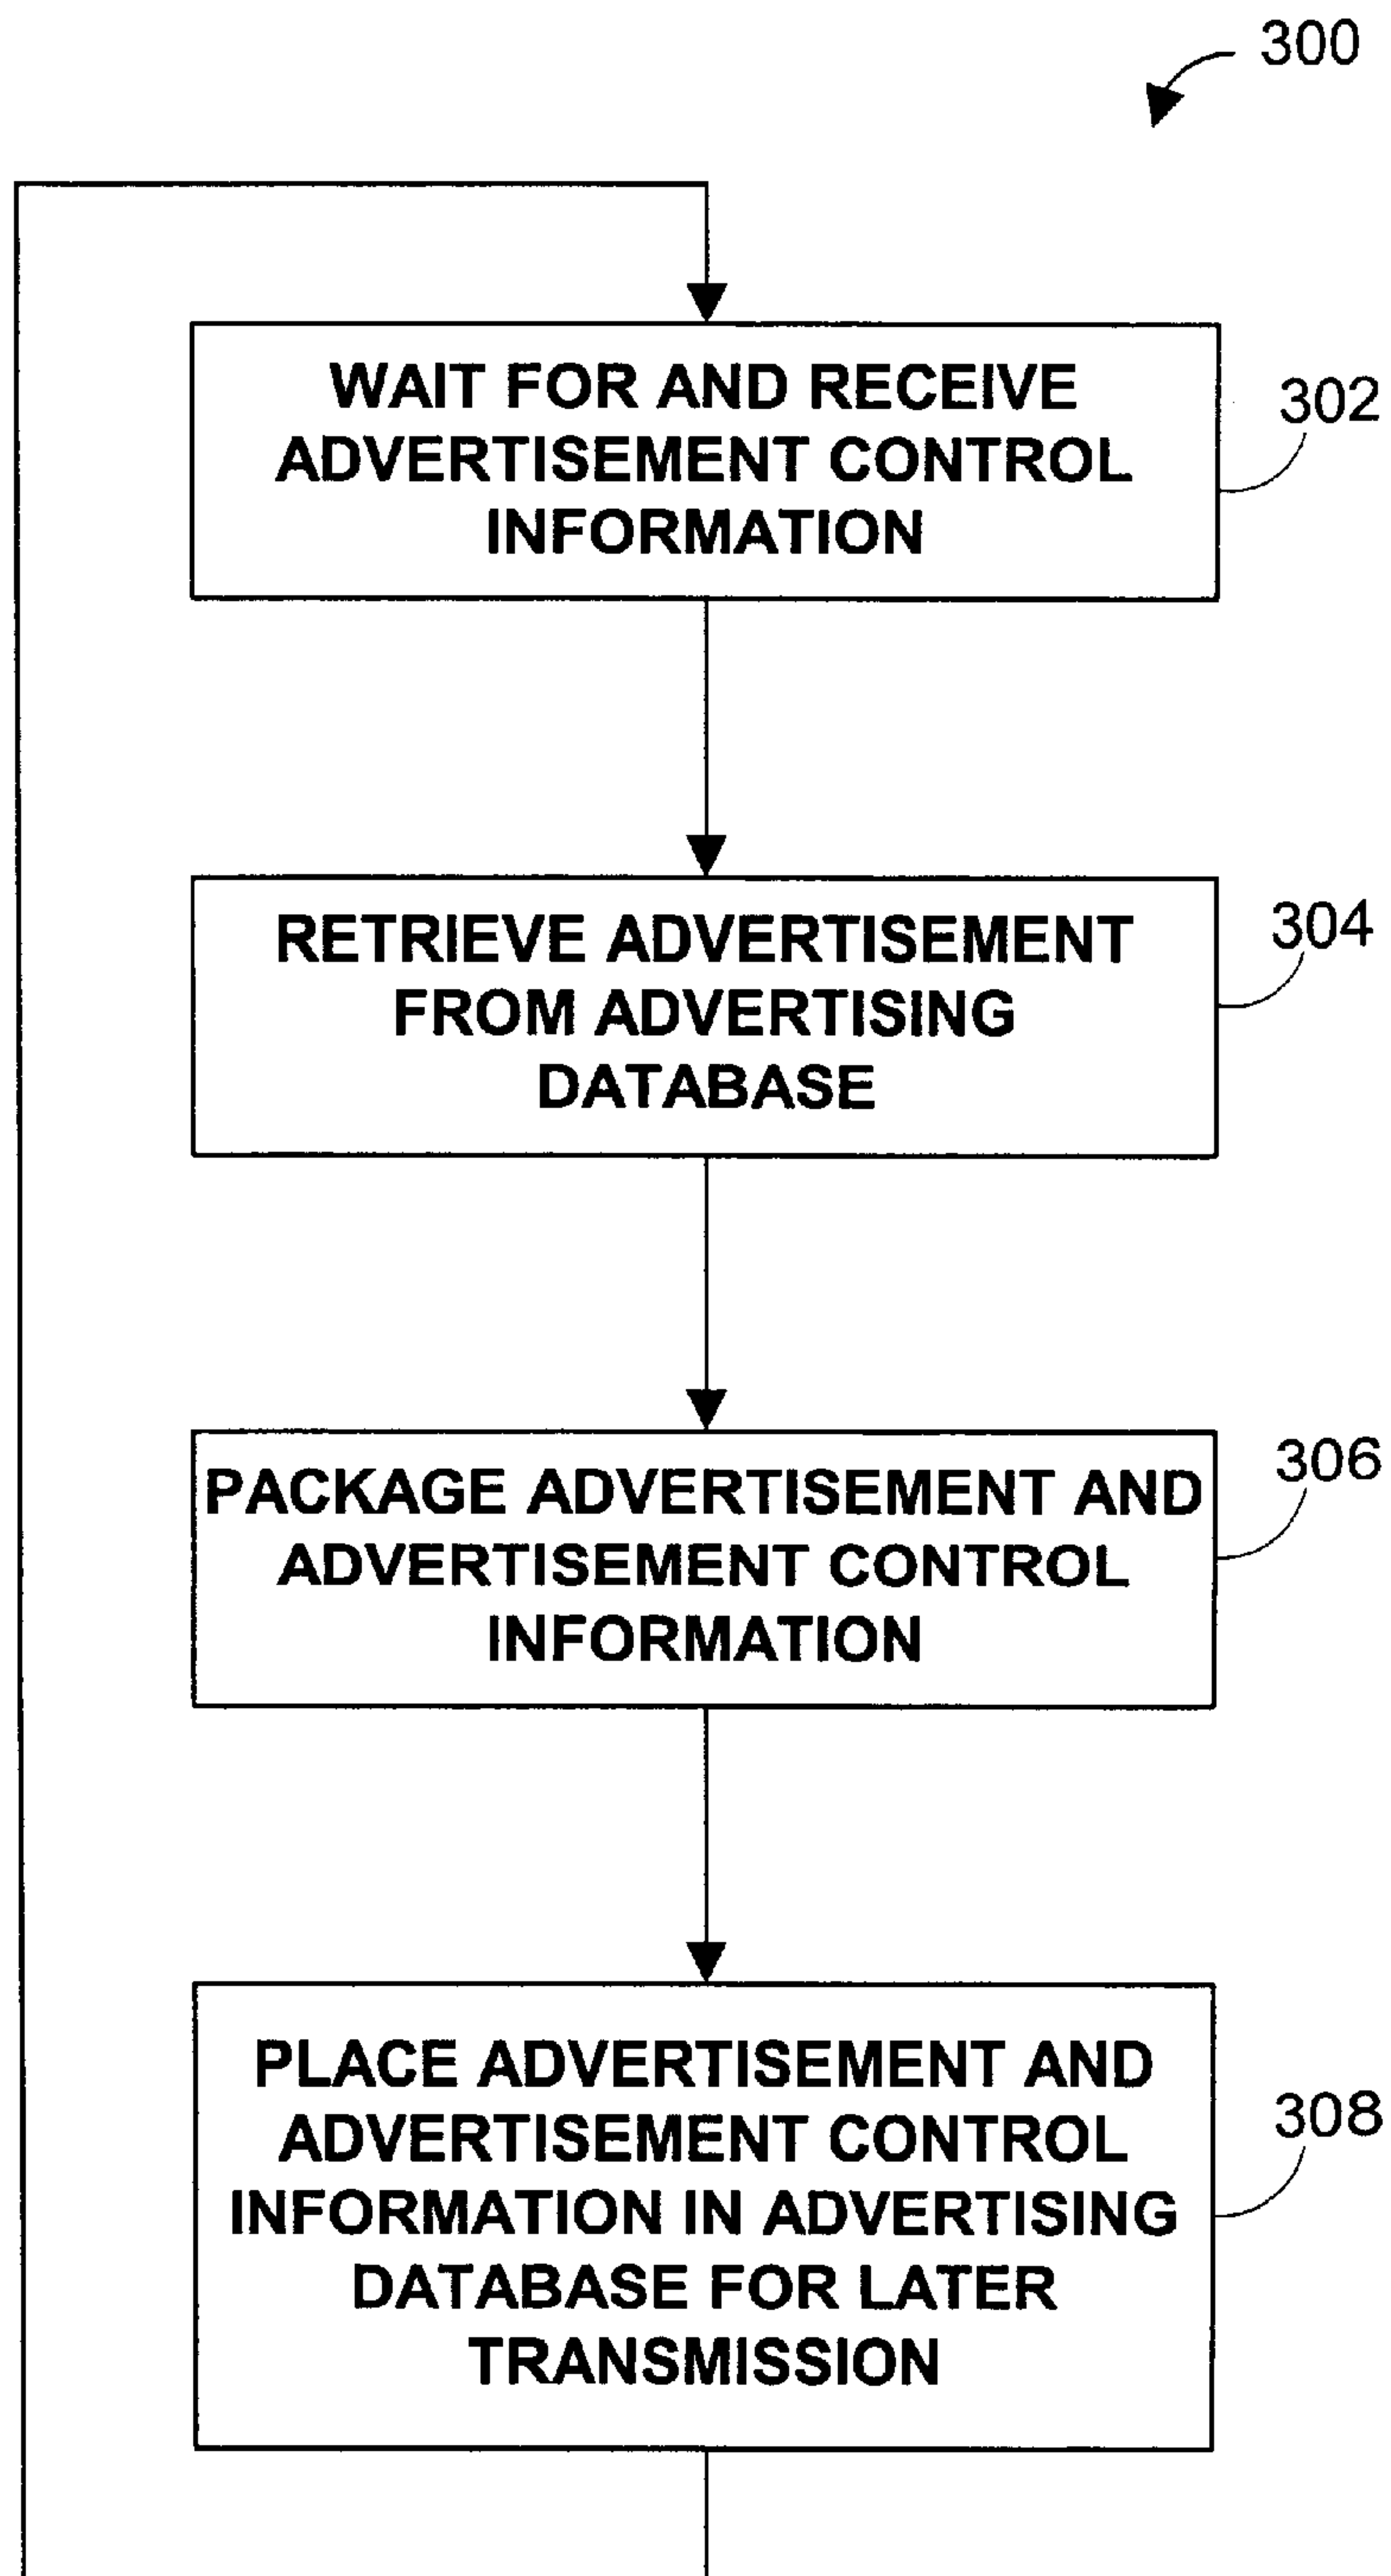 300
WAIT FOR AND RECEIVE
ADVERTISEMENT CONTROL
INFORMATION
302
RETRIEVE ADVERTISEMENT
FROM ADVERTISING
DATABASE
304
PACKAGE ADVERTISEMENT AND
ADVERTISEMENT CONTROL
INFORMATION
306
PLACE ADVERTISEMENT AND
ADVERTISEMENT CONTROL
INFORMATION IN ADVERTISING
DATABASE FOR LATER
TRANSMISSION
308